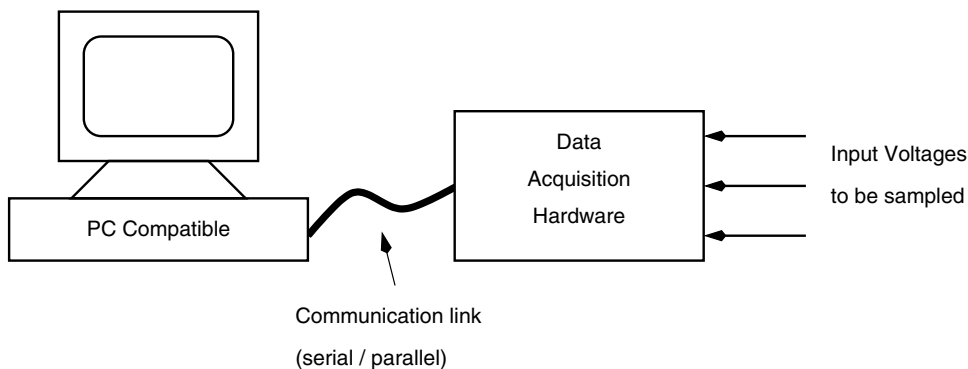 Data
Acquisition
Hardware
Input Voltages
to be sampled
PC Compatible
Communication link
(serial / parallel)